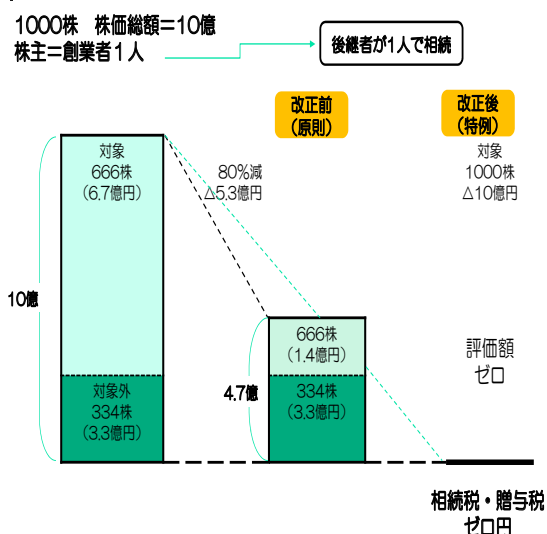 1000株 株価総額＝10億
株主＝創業者1人
後継者が1人で相続
改正前
（原則）
改正後
（特例）
対象
666株
（6.7億円）
80%減
△5.3億円
対象
1000株
△10億円
10億
666株
（1.4億円）
評価額
ゼロ
対象外
334株
（3.3億円）
4.7億
334株
（3.3億円）
相続税・贈与税
ゼロ円